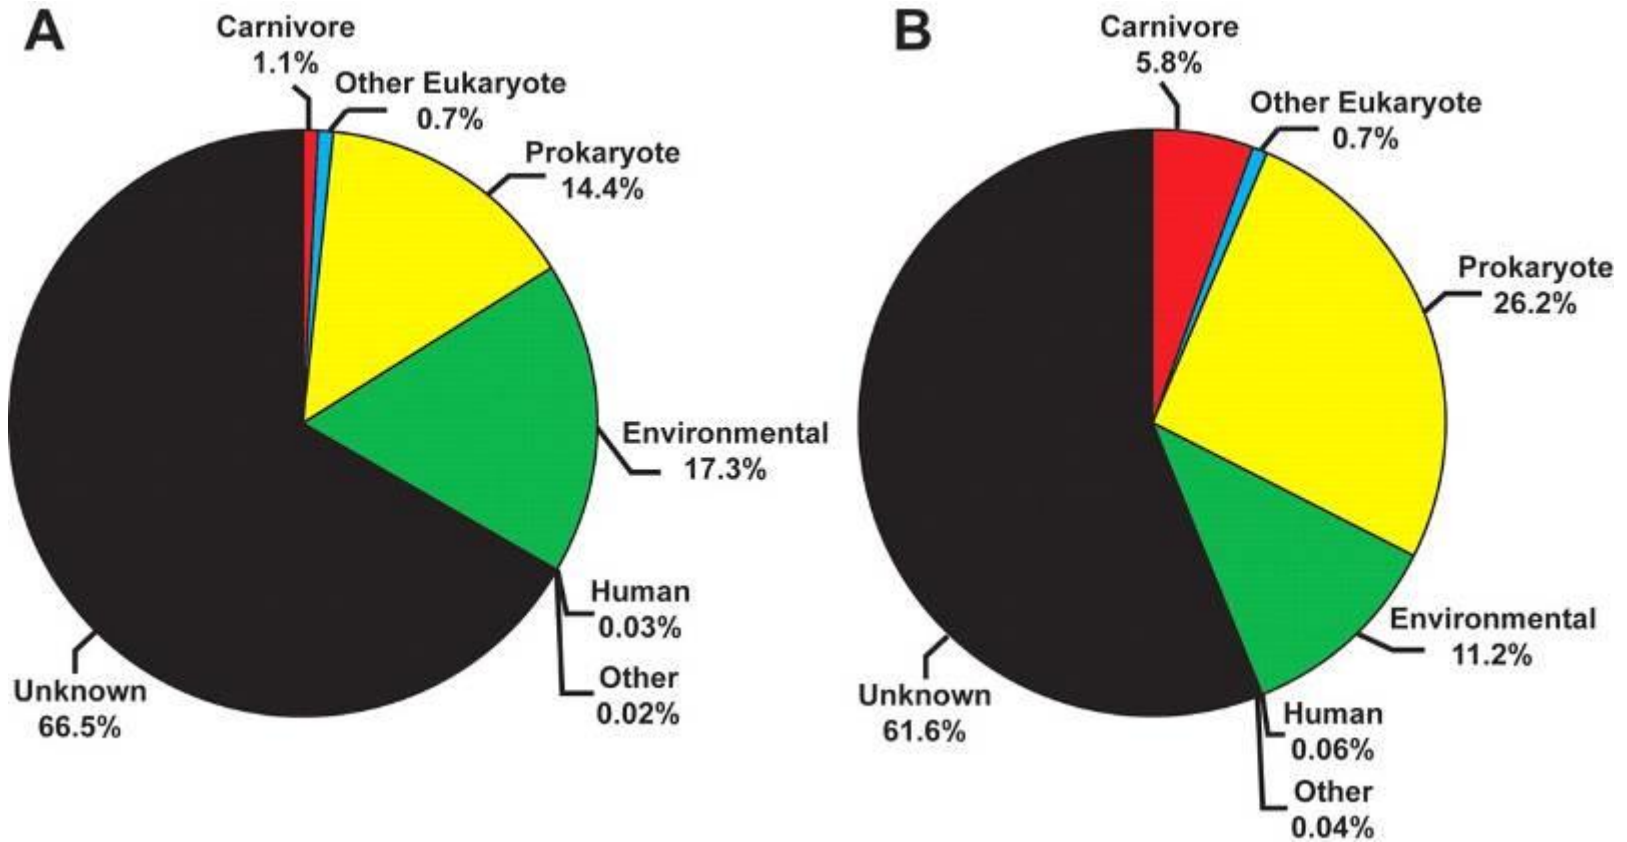 A
Carnivore
1.1%
Other Eukaryote
0.7%
Prokaryote
14.4%
Environmental
17.3%
Human
0.03%
Other
0.02%
Unknown
66.5%
B
Carnivore
5.8%
Other Eukaryote
0.7%
Prokaryote
26.2%
Environmental
11.2%
Human
0.06%
Other
0.04%
Unknown
61.6%